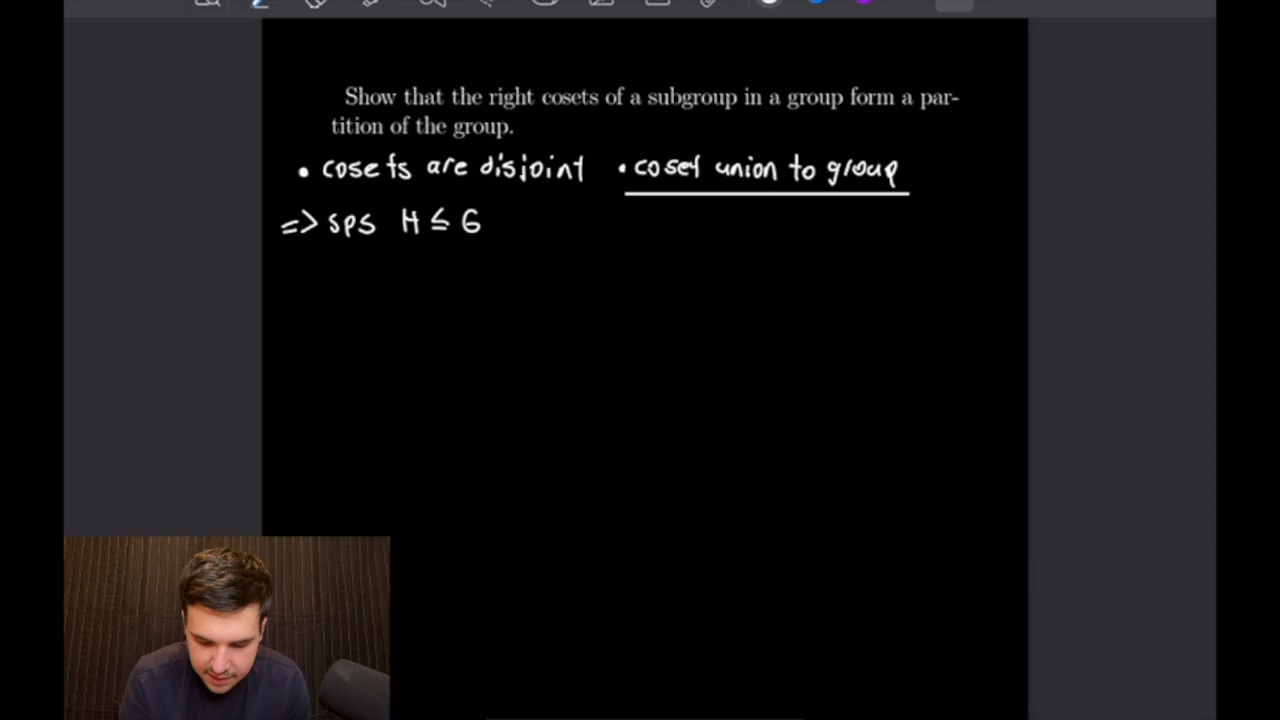 Show that the right cosets of a subgroup in a group form a par-
tition of the group.
• cosets are disjoint • coset union to group
=> sps H ≤ G